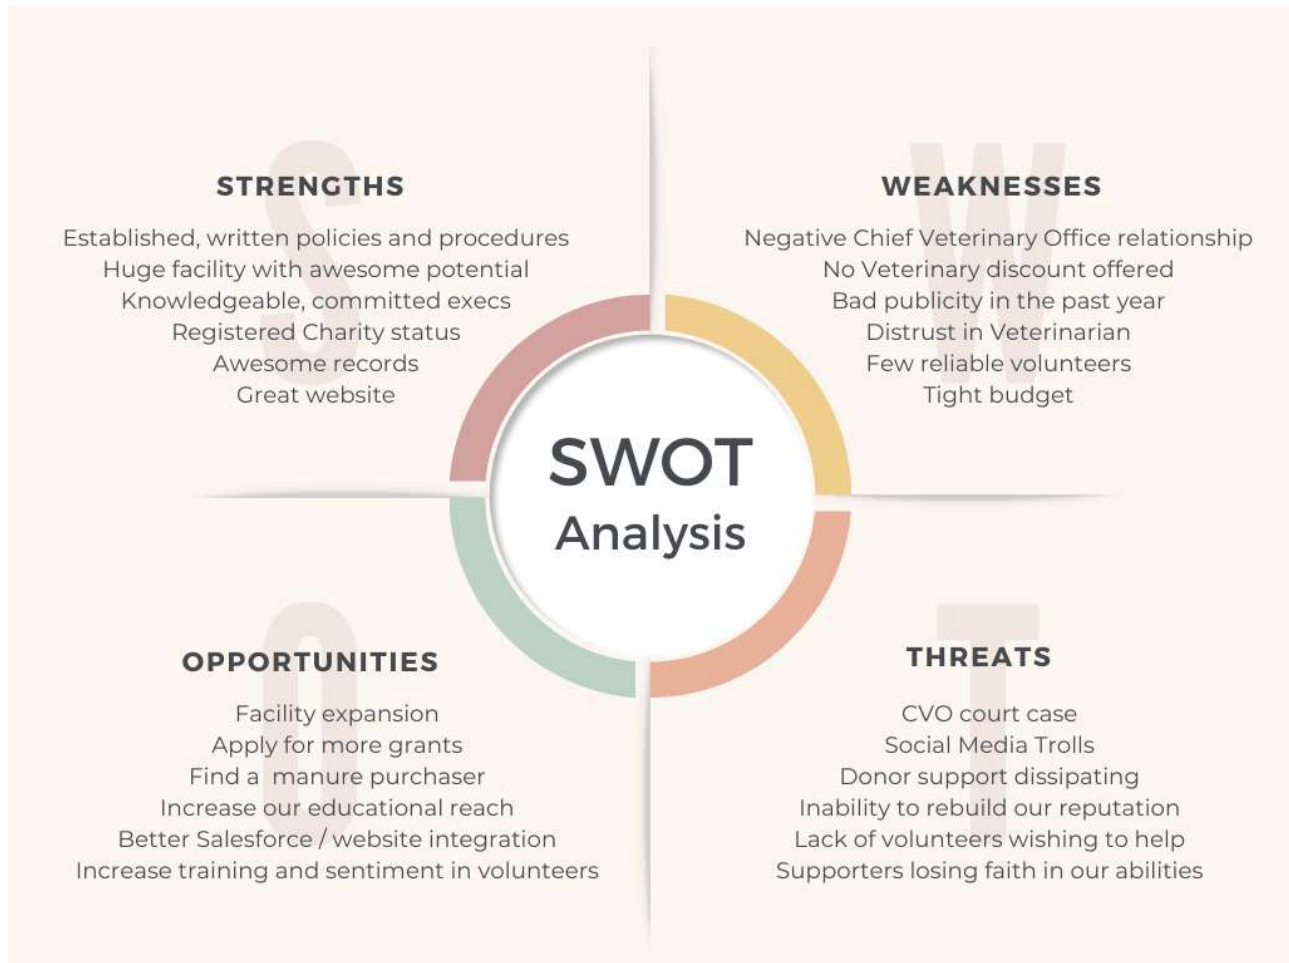 STRENGTHS
Established, written policies and procedures
Huge facility with awesome potential
Knowledgeable, committed execs
Registered Charity status
Awesome records
Great website
WEAKNESSES
Negative Chief Veterinary Office relationship
No Veterinary discount offered
Bad publicity in the past year
Distrust in Veterinarian
Few reliable volunteers
Tight budget
SWOT
Analysis
OPPORTUNITIES
Facility expansion
Apply for more grants
Find a manure purchaser
Increase our educational reach
Better Salesforce / website integration
Increase training and sentiment in volunteers
THREATS
CVO court case
Social Media Trolls
Donor support dissipating
Inability to rebuild our reputation
Lack of volunteers wishing to help
Supporters losing faith in our abilities
S
W
O
T